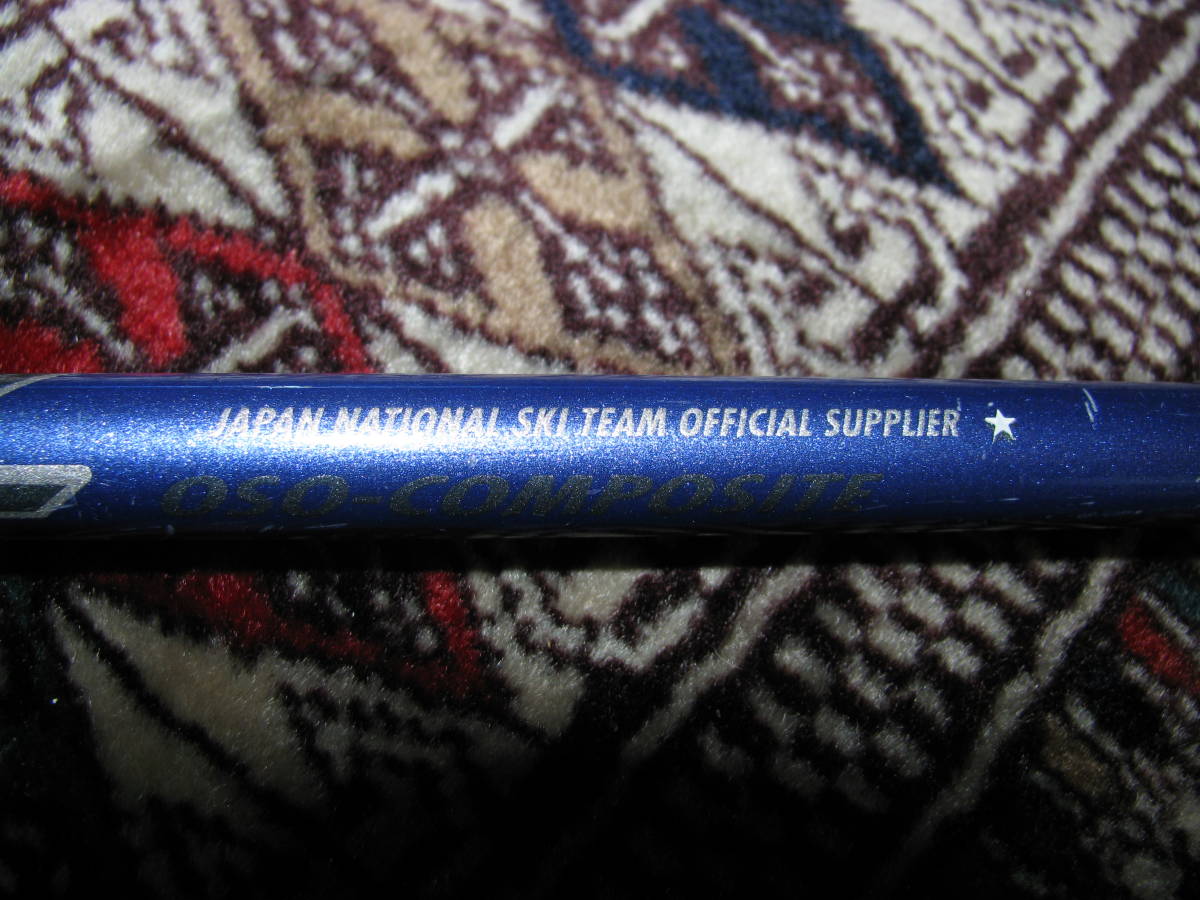 JAPAN NATIONAL SKI TEAM OFFICIAL SUPPLIER
OSO-COMPOSITE